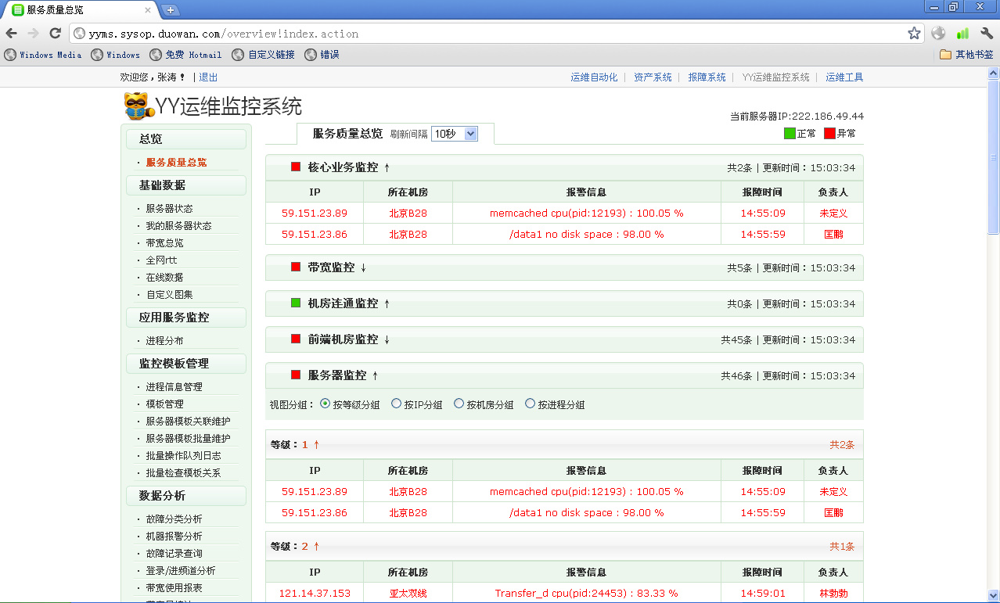 服务质量总览
yyms.sysop.duowan.com/overview!index.action
Windows Media Windows 免费 Hotmail 自定义链接 错误 其他书签
欢迎您，张涛！ | 退出 运维自动化 | 资产系统 | 报障系统 | YY运维监控系统 | 运维工具
YY运维监控系统
当前服务器IP:222.186.49.44
正常 异常
总览
· 服务质量总览
基础数据
· 服务器状态
· 我的服务器状态
· 带宽总览
· 全网rtt
· 在线数据
· 自定义图集
应用服务监控
· 进程分布
监控模板管理
· 进程信息管理
· 模板管理
· 服务器模板关联维护
· 服务器模板批量维护
· 批量操作队列日志
· 批量检查模板关系
数据分析
· 故障分类分析
· 机器报警分析
· 故障记录查询
· 登录/进频道分析
· 带宽使用报表
服务质量总览 刷新间隔 10秒
核心业务监控 ↑ 共2条 | 更新时间：15:03:34
IP 所在机房 报警信息 报障时间 负责人
59.151.23.89 北京B28 memcached cpu(pid:12193) : 100.05 % 14:55:09 未定义
59.151.23.86 北京B28 /data1 no disk space : 98.00 % 14:55:59 匡鹏
带宽监控 ↓ 共5条 | 更新时间：15:03:34
机房连通监控 ↑ 共0条 | 更新时间：15:03:34
前端机房监控 ↓ 共45条 | 更新时间：15:03:34
服务器监控 ↑ 共46条 | 更新时间：15:03:34
视图分组： 按等级分组 按IP分组 按机房分组 按进程分组
等级：1 ↑ 共2条
IP 所在机房 报警信息 报障时间 负责人
59.151.23.89 北京B28 memcached cpu(pid:12193) : 100.05 % 14:55:09 未定义
59.151.23.86 北京B28 /data1 no disk space : 98.00 % 14:55:59 匡鹏
等级：2 ↑ 共1条
IP 所在机房 报警信息 报障时间 负责人
121.14.37.153 亚太双线 Transfer_d cpu(pid:24453) : 83.33 % 14:59:01 林勃勃